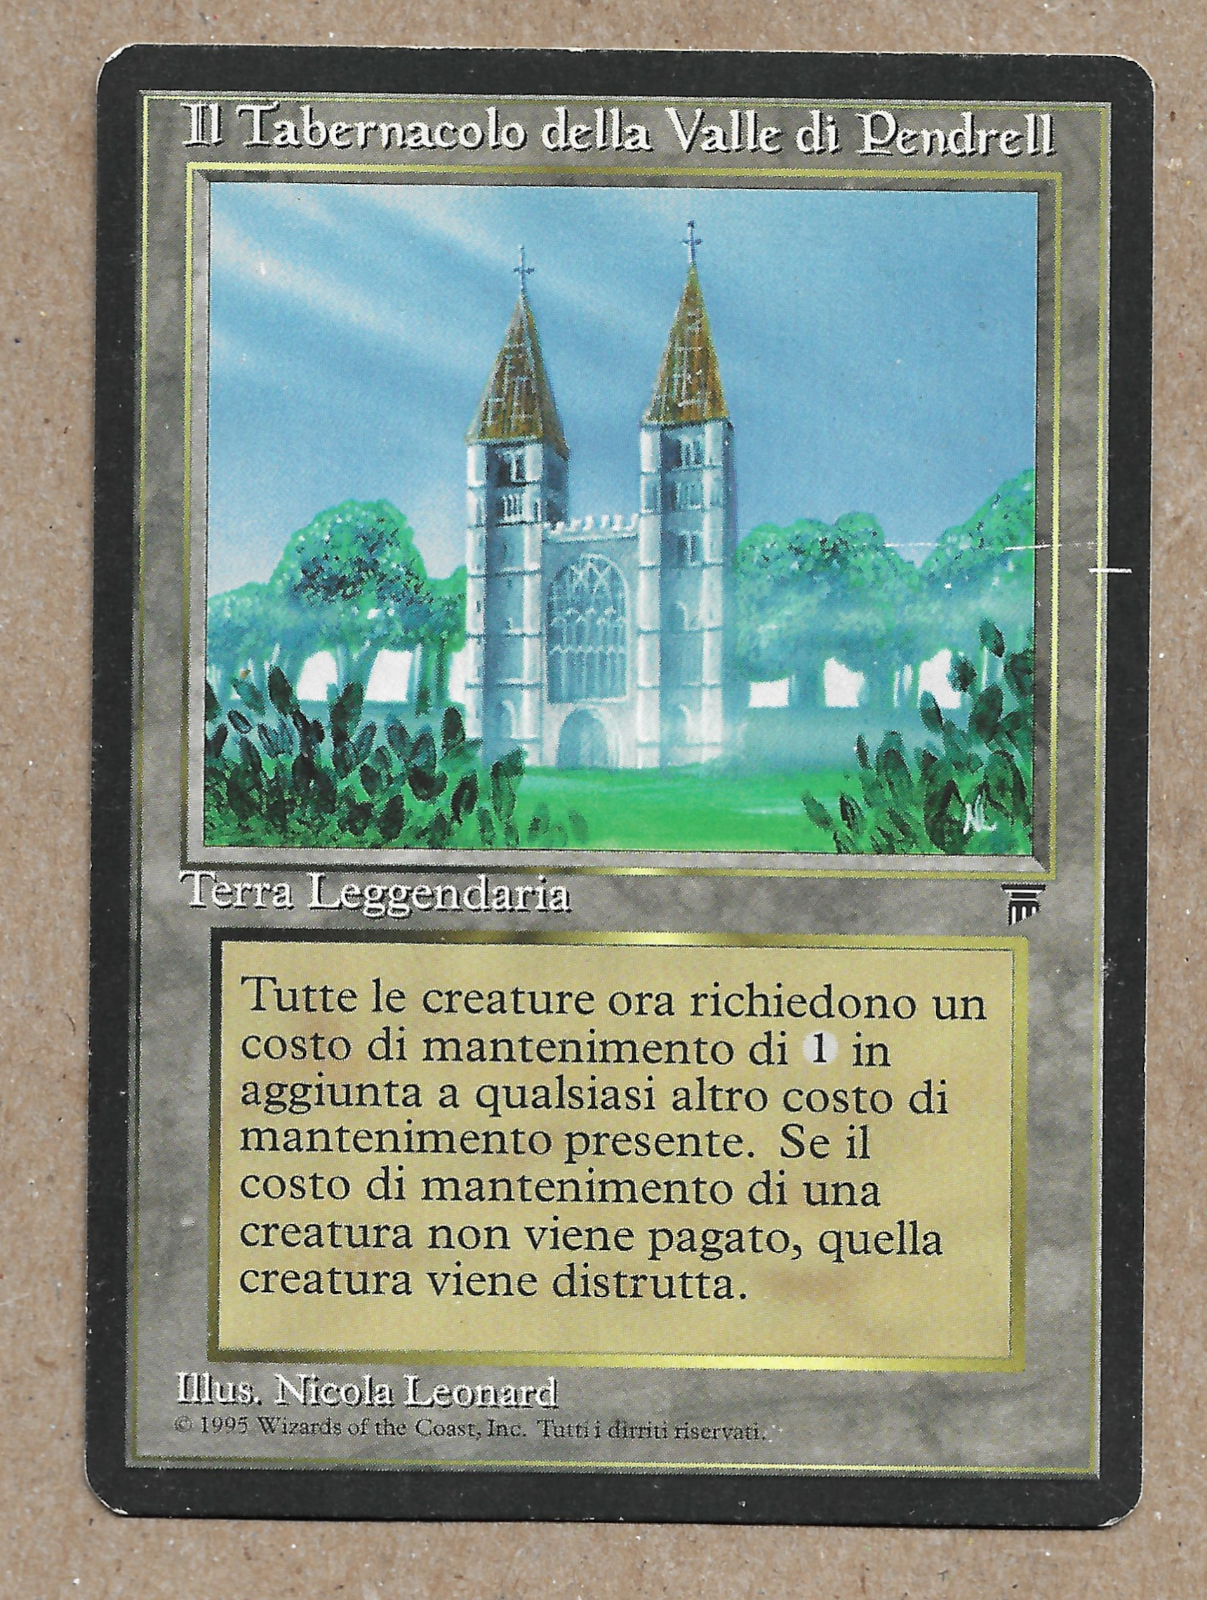 Il Tabernacolo della Valle di Pendrell
NL
Terra Leggendaria
Tutte le creature ora richiedono un
costo di mantenimento di 1 in
aggiunta a qualsiasi altro costo di
mantenimento presente. Se il
costo di mantenimento di una
creatura non viene pagato, quella
creatura viene distrutta.
Illus. Nicola Leonard
© 1995 Wizards of the Coast, Inc. Tutti i dirriti riservati.